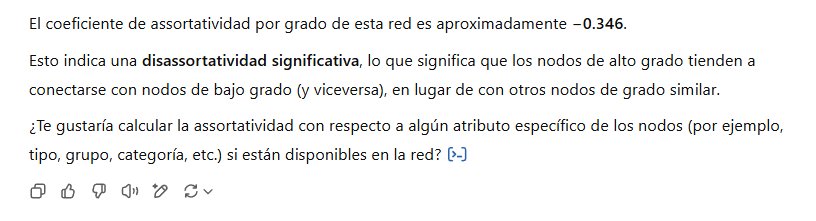 El coeficiente de assortatividad por grado de esta red es aproximadamente −0.346.
Esto indica una disassortatividad significativa, lo que significa que los nodos de alto grado tienden a
conectarse con nodos de bajo grado (y viceversa), en lugar de con otros nodos de grado similar.
¿Te gustaría calcular la assortatividad con respecto a algún atributo específico de los nodos (por ejemplo,
tipo, grupo, categoría, etc.) si están disponibles en la red?